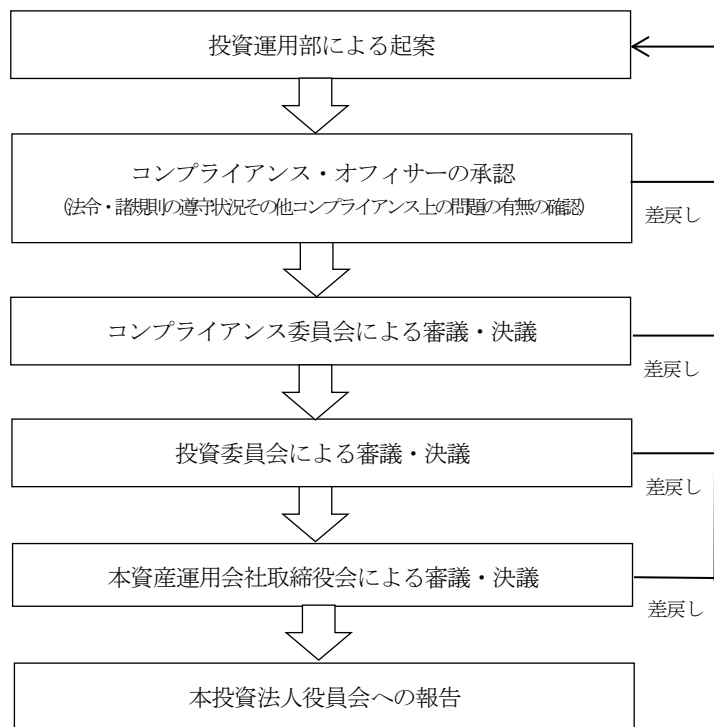 投資運用部による起案
コンプライアンス・オフィサーの承認
(法令・諸規則の遵守状況その他コンプライアンス上の問題の有無の確認)
差戻し
コンプライアンス委員会による審議・決議
差戻し
投資委員会による審議・決議
差戻し
本資産運用会社取締役会による審議・決議
差戻し
本投資法人役員会への報告